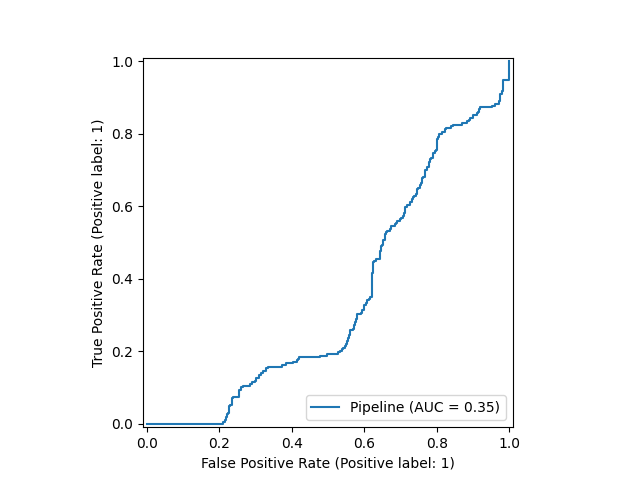 1.0
0.8
0.6
0.4
0.2
0.0
True Positive Rate (Positive label: 1)
Pipeline (AUC = 0.35)
0.0 0.2 0.4 0.6 0.8 1.0
False Positive Rate (Positive label: 1)